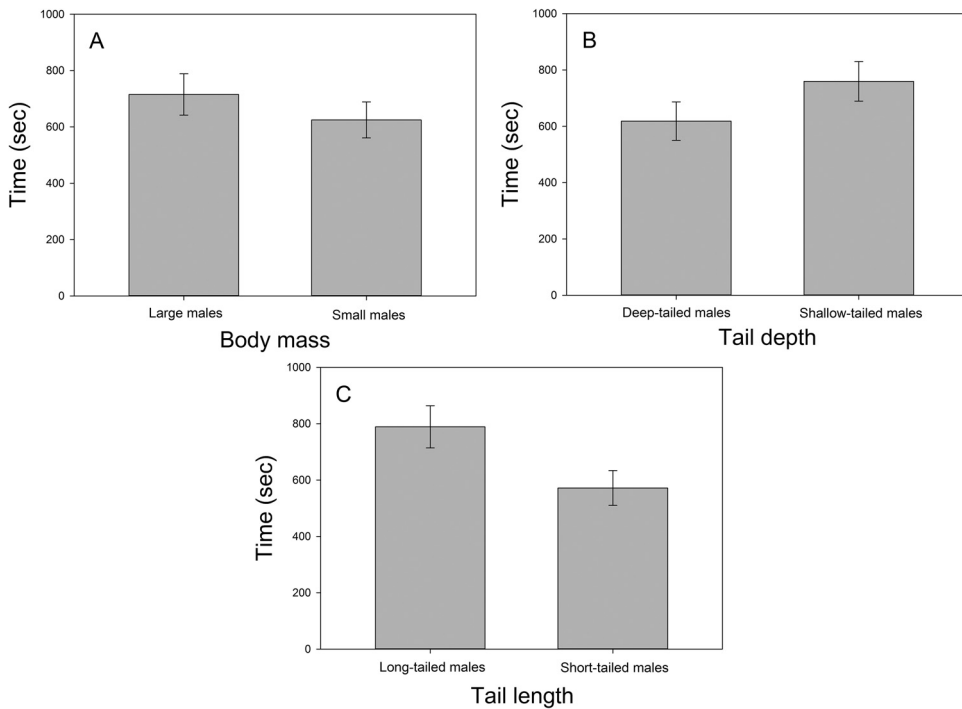 A
Time (sec)
1000
800
600
400
200
0
Large males Small males
Body mass
B
Time (sec)
1000
800
600
400
200
0
Deep-tailed males Shallow-tailed males
Tail depth
C
Time (sec)
1000
800
600
400
200
0
Long-tailed males Short-tailed males
Tail length